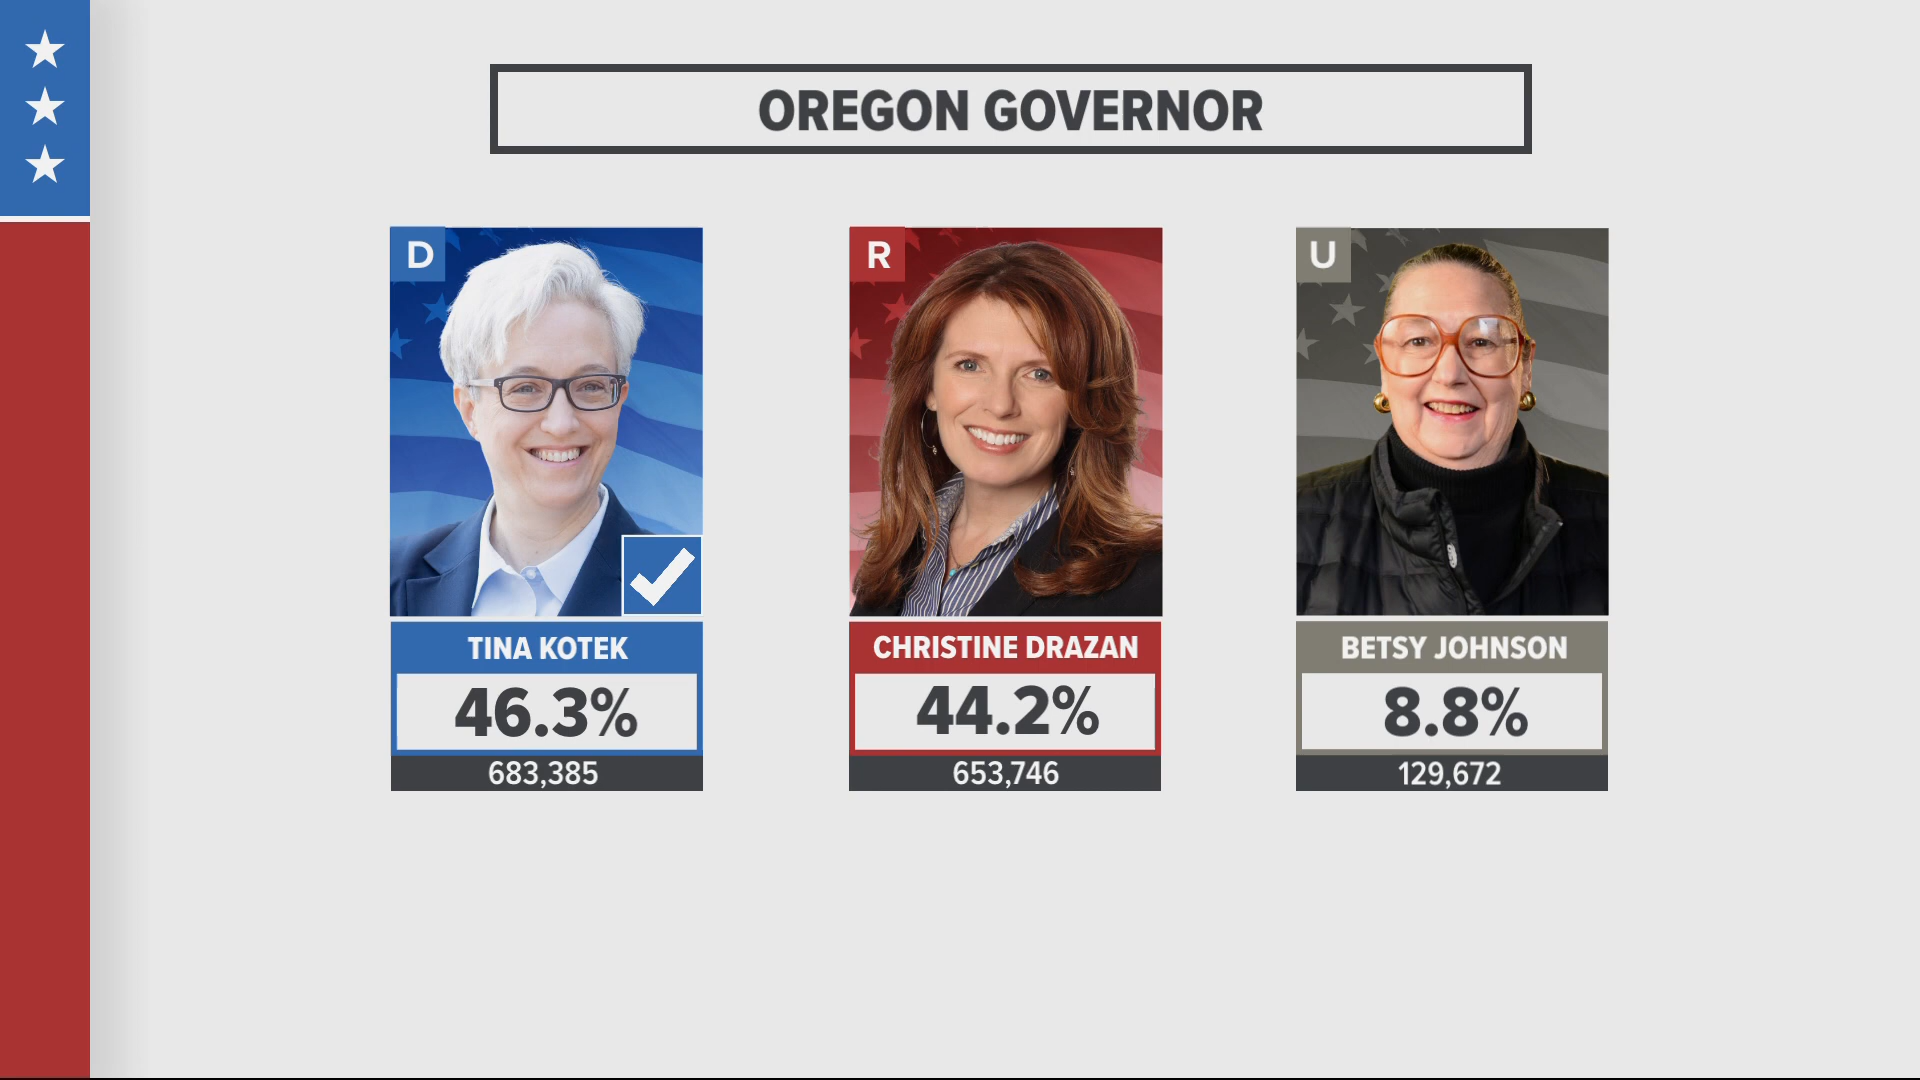 OREGON GOVERNOR
D
R
U
TINA KOTEK
CHRISTINE DRAZAN
BETSY JOHNSON
46.3%
44.2%
8.8%
683,385
653,746
129,672